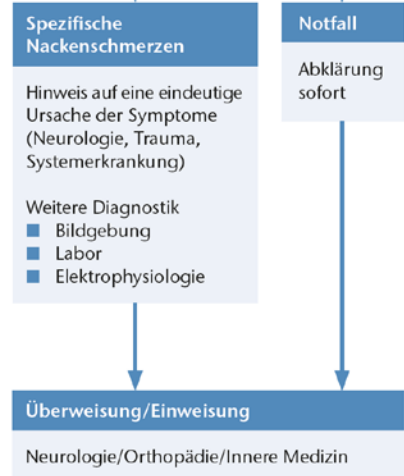 Spezifische
Nackenschmerzen
Hinweis auf eine eindeutige
Ursache der Symptome
(Neurologie, Trauma,
Systemerkrankung)
Weitere Diagnostik
Bildgebung
Labor
Elektrophysiologie
Notfall
Abklärung
sofort
Überweisung/Einweisung
Neurologie/Orthopädie/Innere Medizin